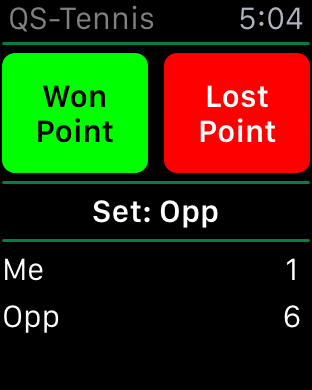 QS-Tennis 5:04
Won Point
Lost Point
Set: Opp
Me 1
Opp 6